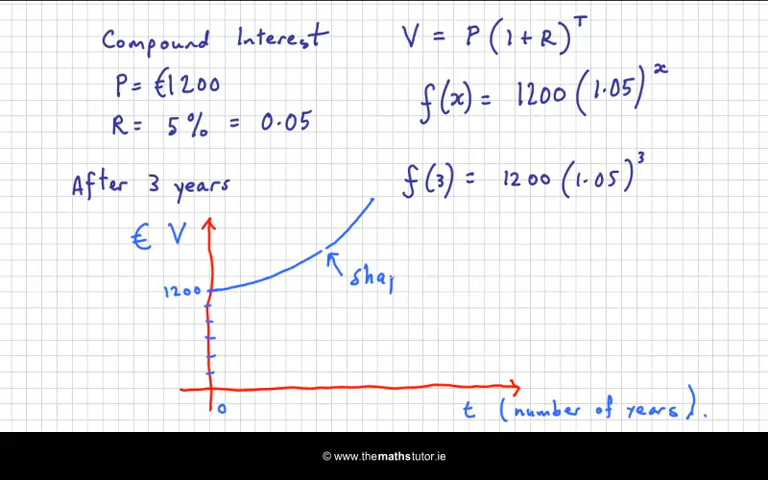 Compound Interest
V = P(1+R)^T
P = €1200
f(x) = 1200(1.05)^x
R = 5% = 0.05
After 3 years
f(3) = 1200(1.05)^3
€ V
1200
shap
0
t (number of years).
© www.themathstutor.ie